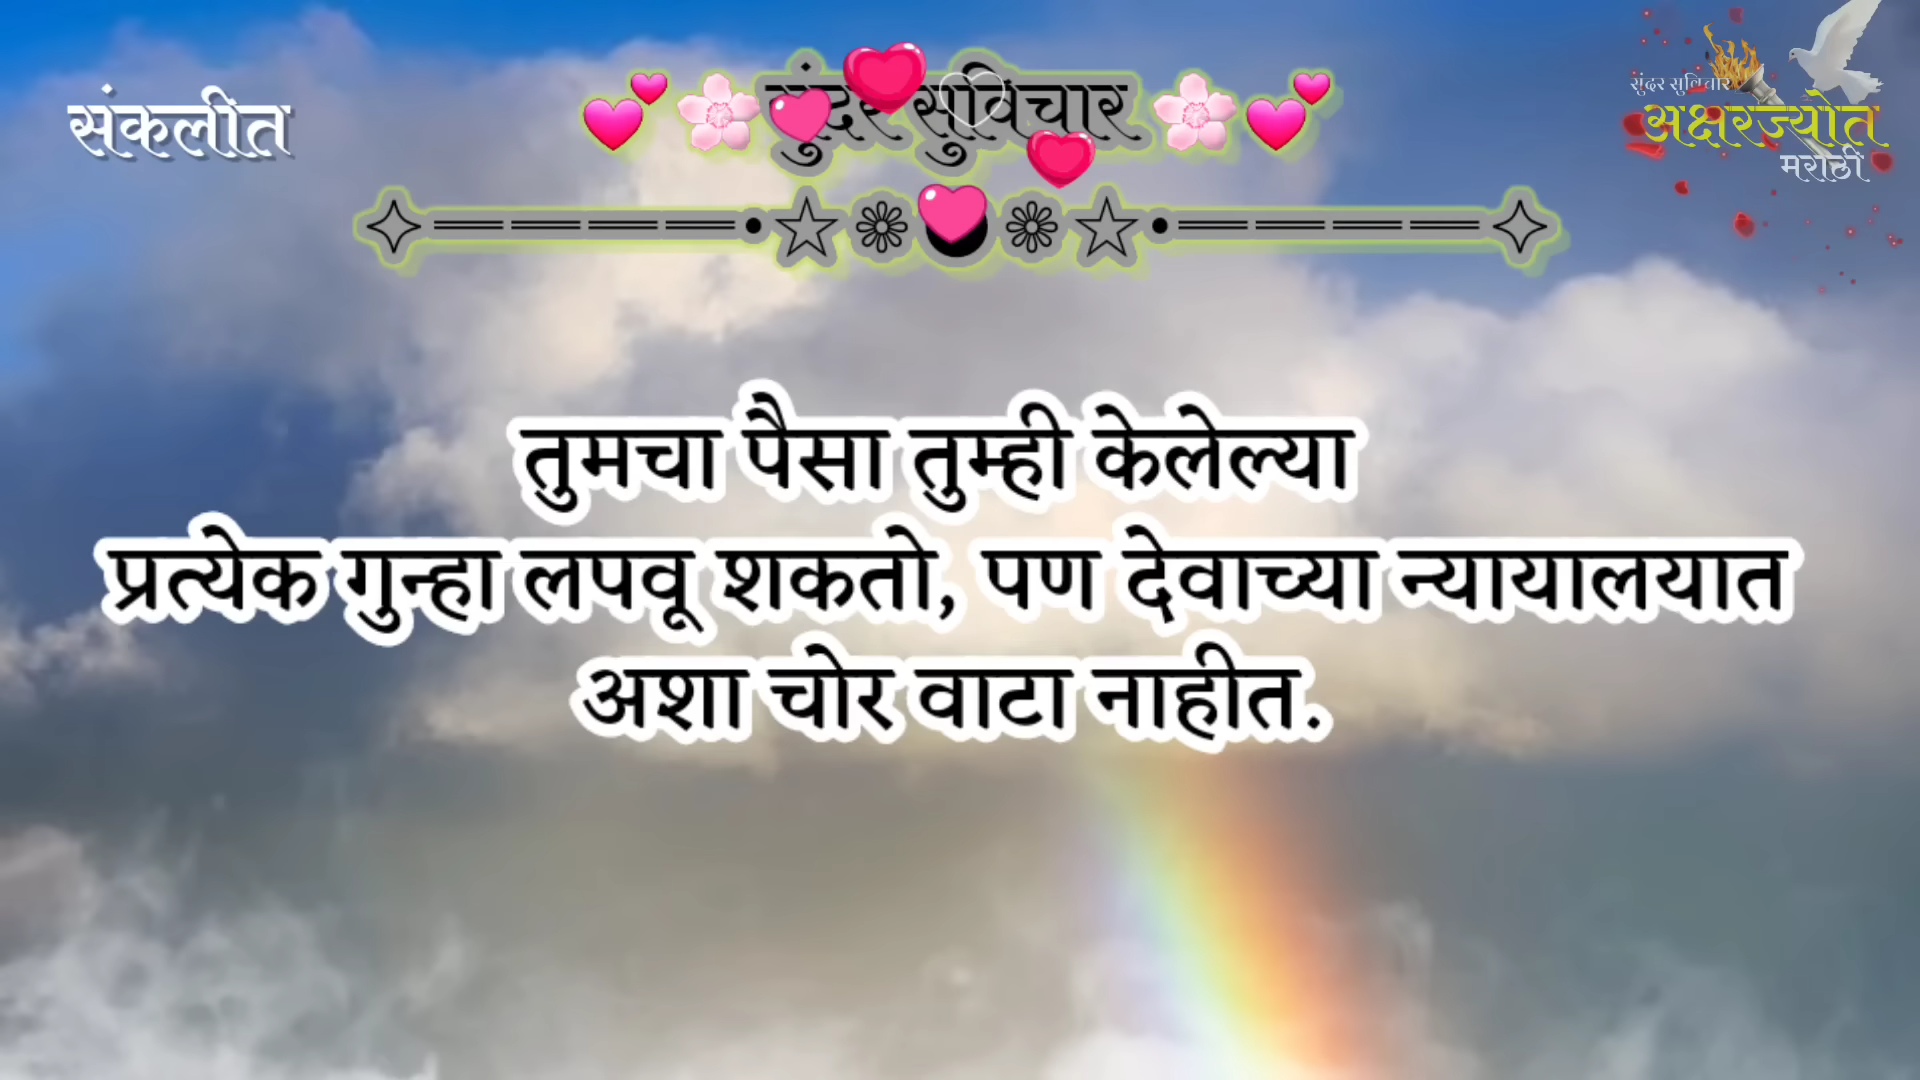 संकलीत
💕🌸सुंदर सुविचार🌸💕
✧════•☆❁●❁☆•════✧
सुंदर सुविचार
अक्षरज्योत
मराठी
तुमचा पैसा तुम्ही केलेल्या
प्रत्येक गुन्हा लपवू शकतो, पण देवाच्या न्यायालयात
अशा चोर वाटा नाहीत.